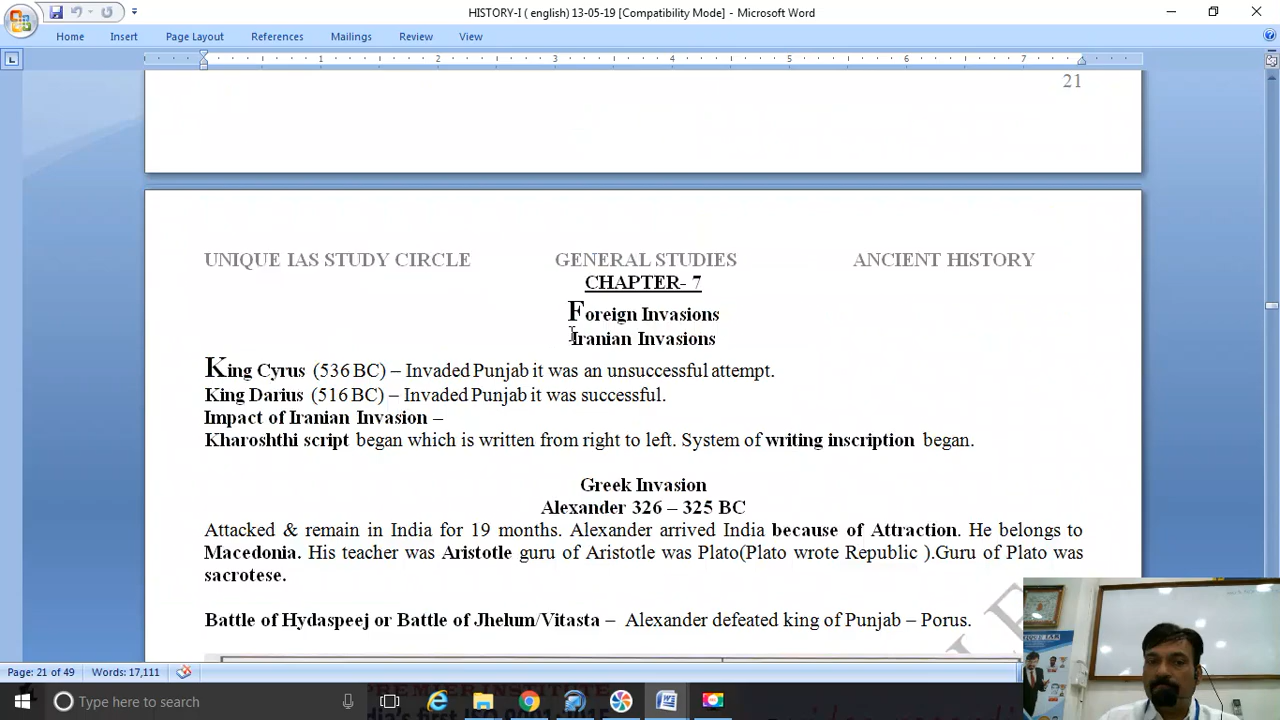 HISTORY-I ( english) 13-05-19 [Compatibility Mode] - Microsoft Word
Home Insert Page Layout References Mailings Review View
1 2 3 4 5 6 7
21
UNIQUE IAS STUDY CIRCLE GENERAL STUDIES ANCIENT HISTORY
CHAPTER- 7
Foreign Invasions
Iranian Invasions
King Cyrus (536 BC) – Invaded Punjab it was an unsuccessful attempt.
King Darius (516 BC) – Invaded Punjab it was successful.
Impact of Iranian Invasion –
Kharoshthi script began which is written from right to left. System of writing inscription began.
Greek Invasion
Alexander 326 – 325 BC
Attacked & remain in India for 19 months. Alexander arrived India because of Attraction. He belongs to
Macedonia. His teacher was Aristotle guru of Aristotle was Plato(Plato wrote Republic ).Guru of Plato was
sacrotese.
Battle of Hydaspeej or Battle of Jhelum/Vitasta – Alexander defeated king of Punjab – Porus.
Page: 21 of 49 Words: 17,111
Type here to search